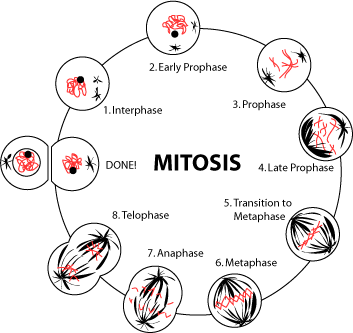 1. Interphase
2. Early Prophase
3. Prophase
4. Late Prophase
5. Transition to
Metaphase
6. Metaphase
7. Anaphase
8. Telophase
DONE!
MITOSIS